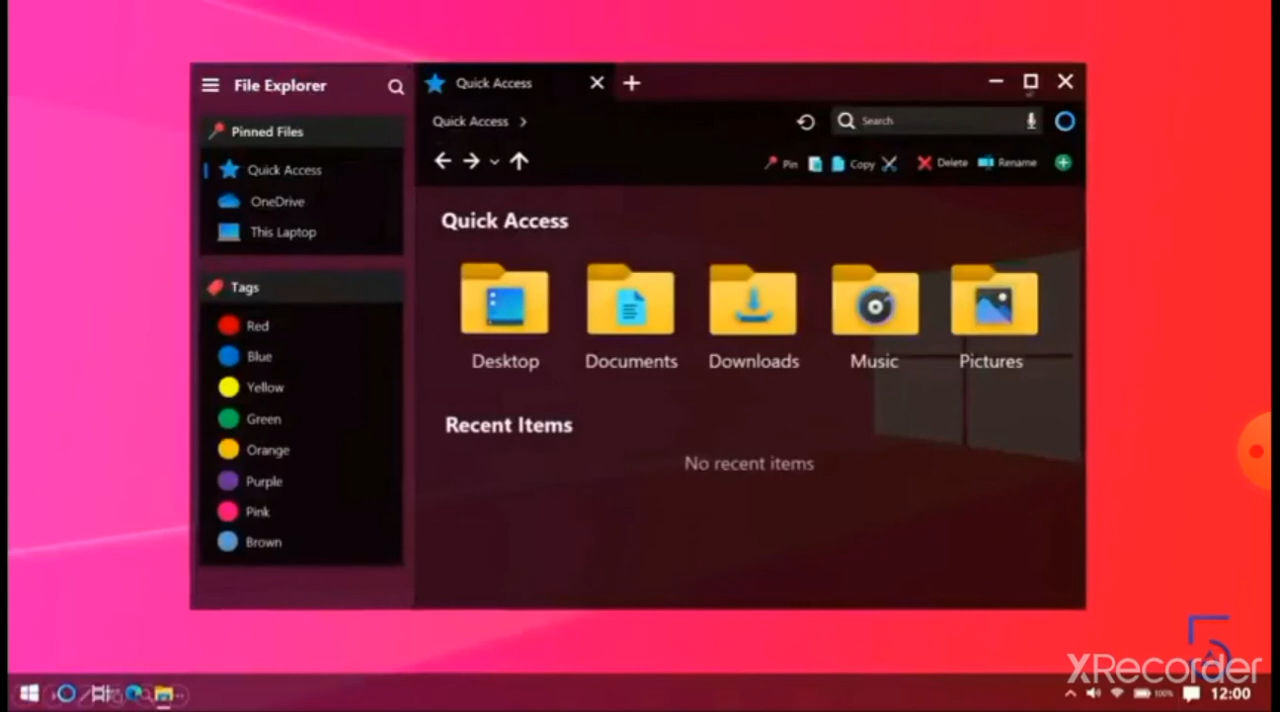 File Explorer
Pinned Files
Quick Access
OneDrive
This Laptop
Tags
Red
Blue
Yellow
Green
Orange
Purple
Pink
Brown
Quick Access
Quick Access
Search
Pin
Copy
Delete
Rename
Quick Access
Desktop
Documents
Downloads
Music
Pictures
Recent Items
No recent items
XRecorder
100%
12:00